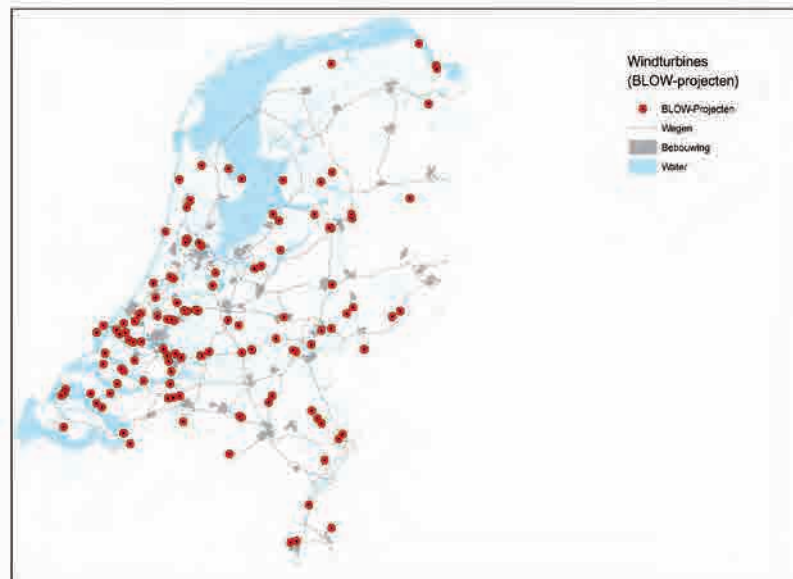 Windturbines
(BLOW-projecten)
BLOW-Projecten
Wegen
Bebouwing
Water